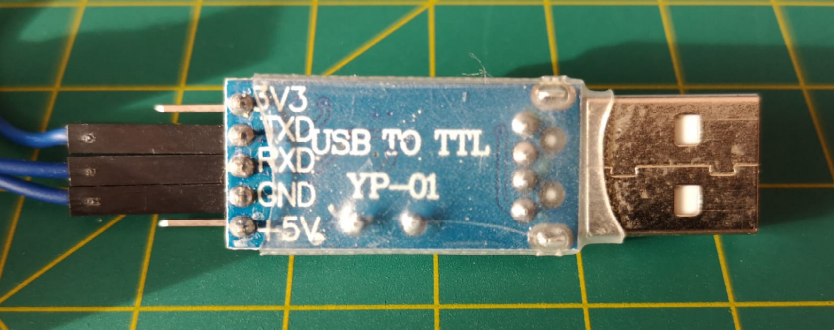 3V3
TXD
RXD
GND
+5V
USB TO TTL
YP-01